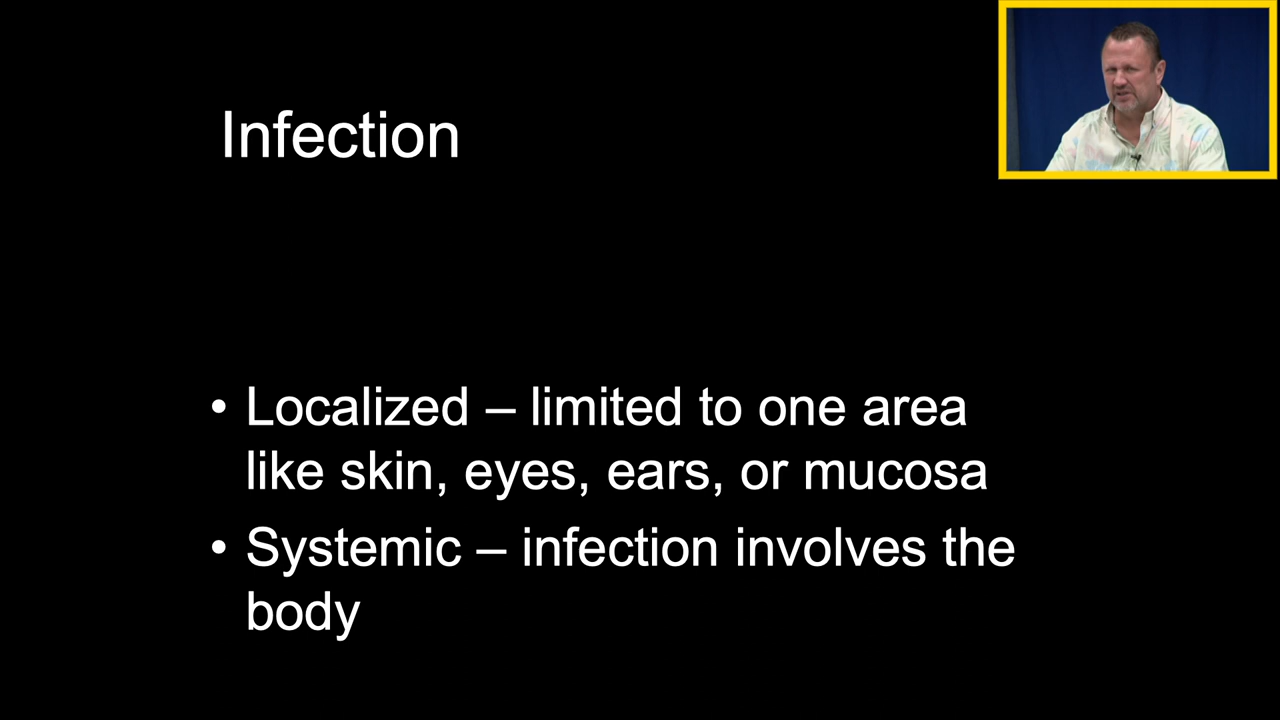 Infection
• Localized – limited to one area
like skin, eyes, ears, or mucosa
• Systemic – infection involves the
body